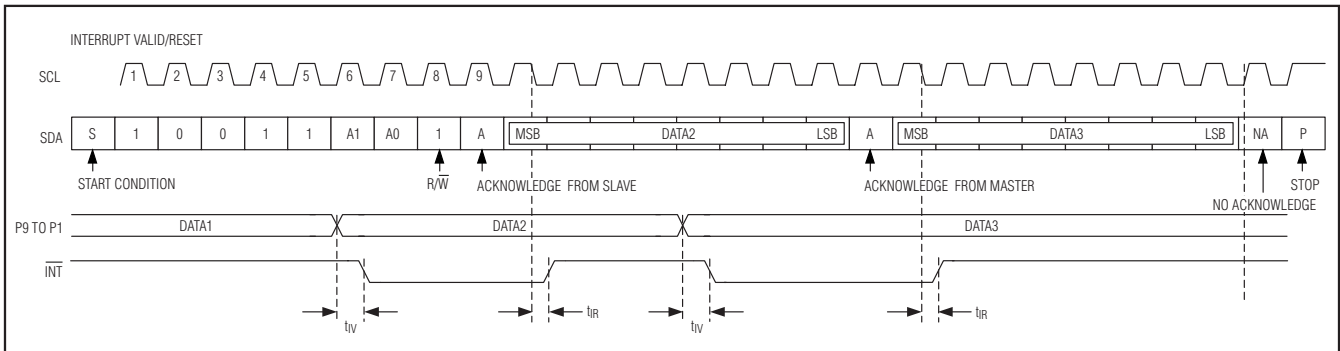 INTERRUPT VALID/RESET
SCL 1 2 3 4 5 6 7 8 9
SDA S 1 0 0 1 1 A1 A0 1 A MSB DATA2 LSB A MSB DATA3 LSB NA P
START CONDITION R/W̅ ACKNOWLEDGE FROM SLAVE ACKNOWLEDGE FROM MASTER STOP
NO ACKNOWLEDGE
P9 TO P1 DATA1 DATA2 DATA3
I̅N̅T̅
tIV tIR tIV tIR